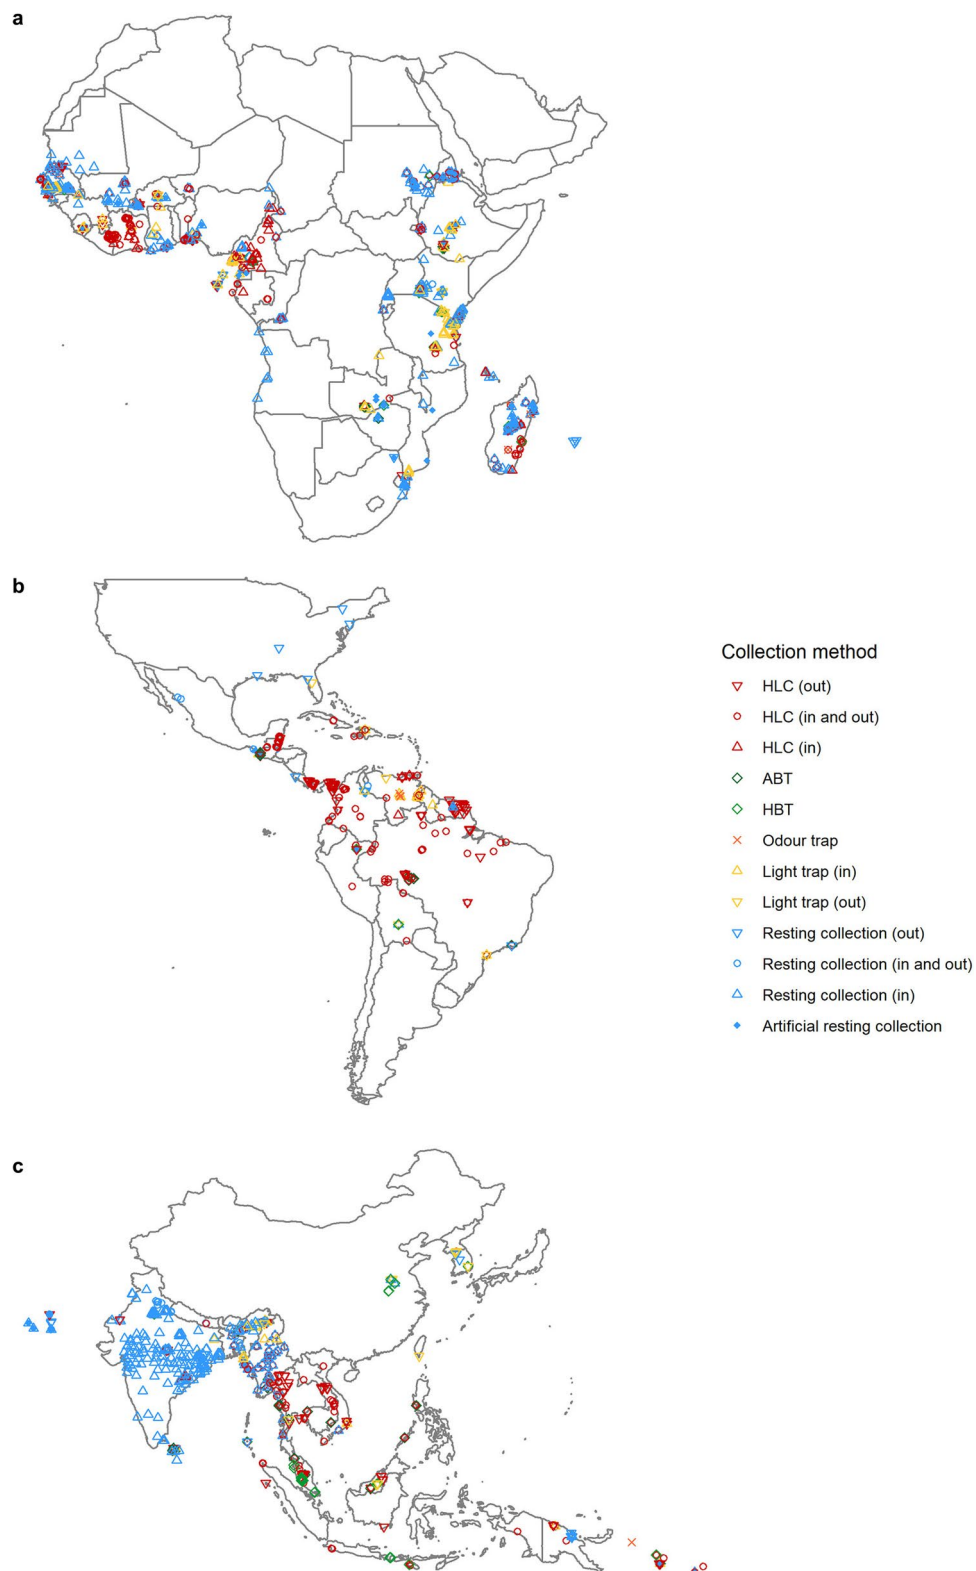 a
b
Collection method
HLC (out)
HLC (in and out)
HLC (in)
ABT
HBT
Odour trap
Light trap (in)
Light trap (out)
Resting collection (out)
Resting collection (in and out)
Resting collection (in)
Artificial resting collection
c